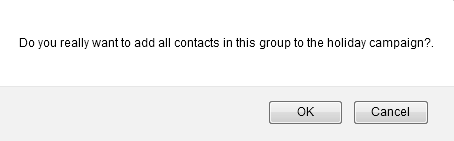 Do you really want to add all contacts in this group to the holiday campaign?.
OK
Cancel